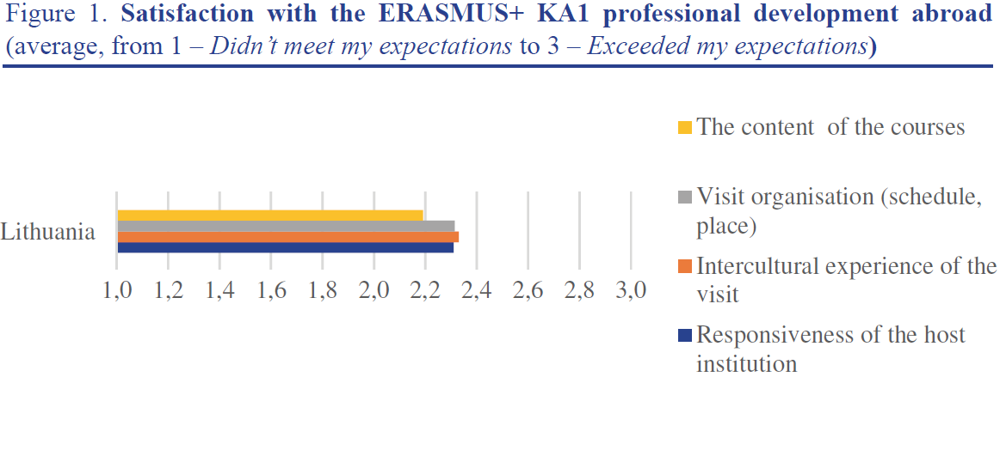 Figure 1. Satisfaction with the ERASMUS+ KA1 professional development abroad
(average, from 1 – Didn’t meet my expectations to 3 – Exceeded my expectations)
The content of the courses
Visit organisation (schedule,
place)
Lithuania
Intercultural experience of the
visit
1,0 1,2 1,4 1,6 1,8 2,0 2,2 2,4 2,6 2,8 3,0
Responsiveness of the host
institution